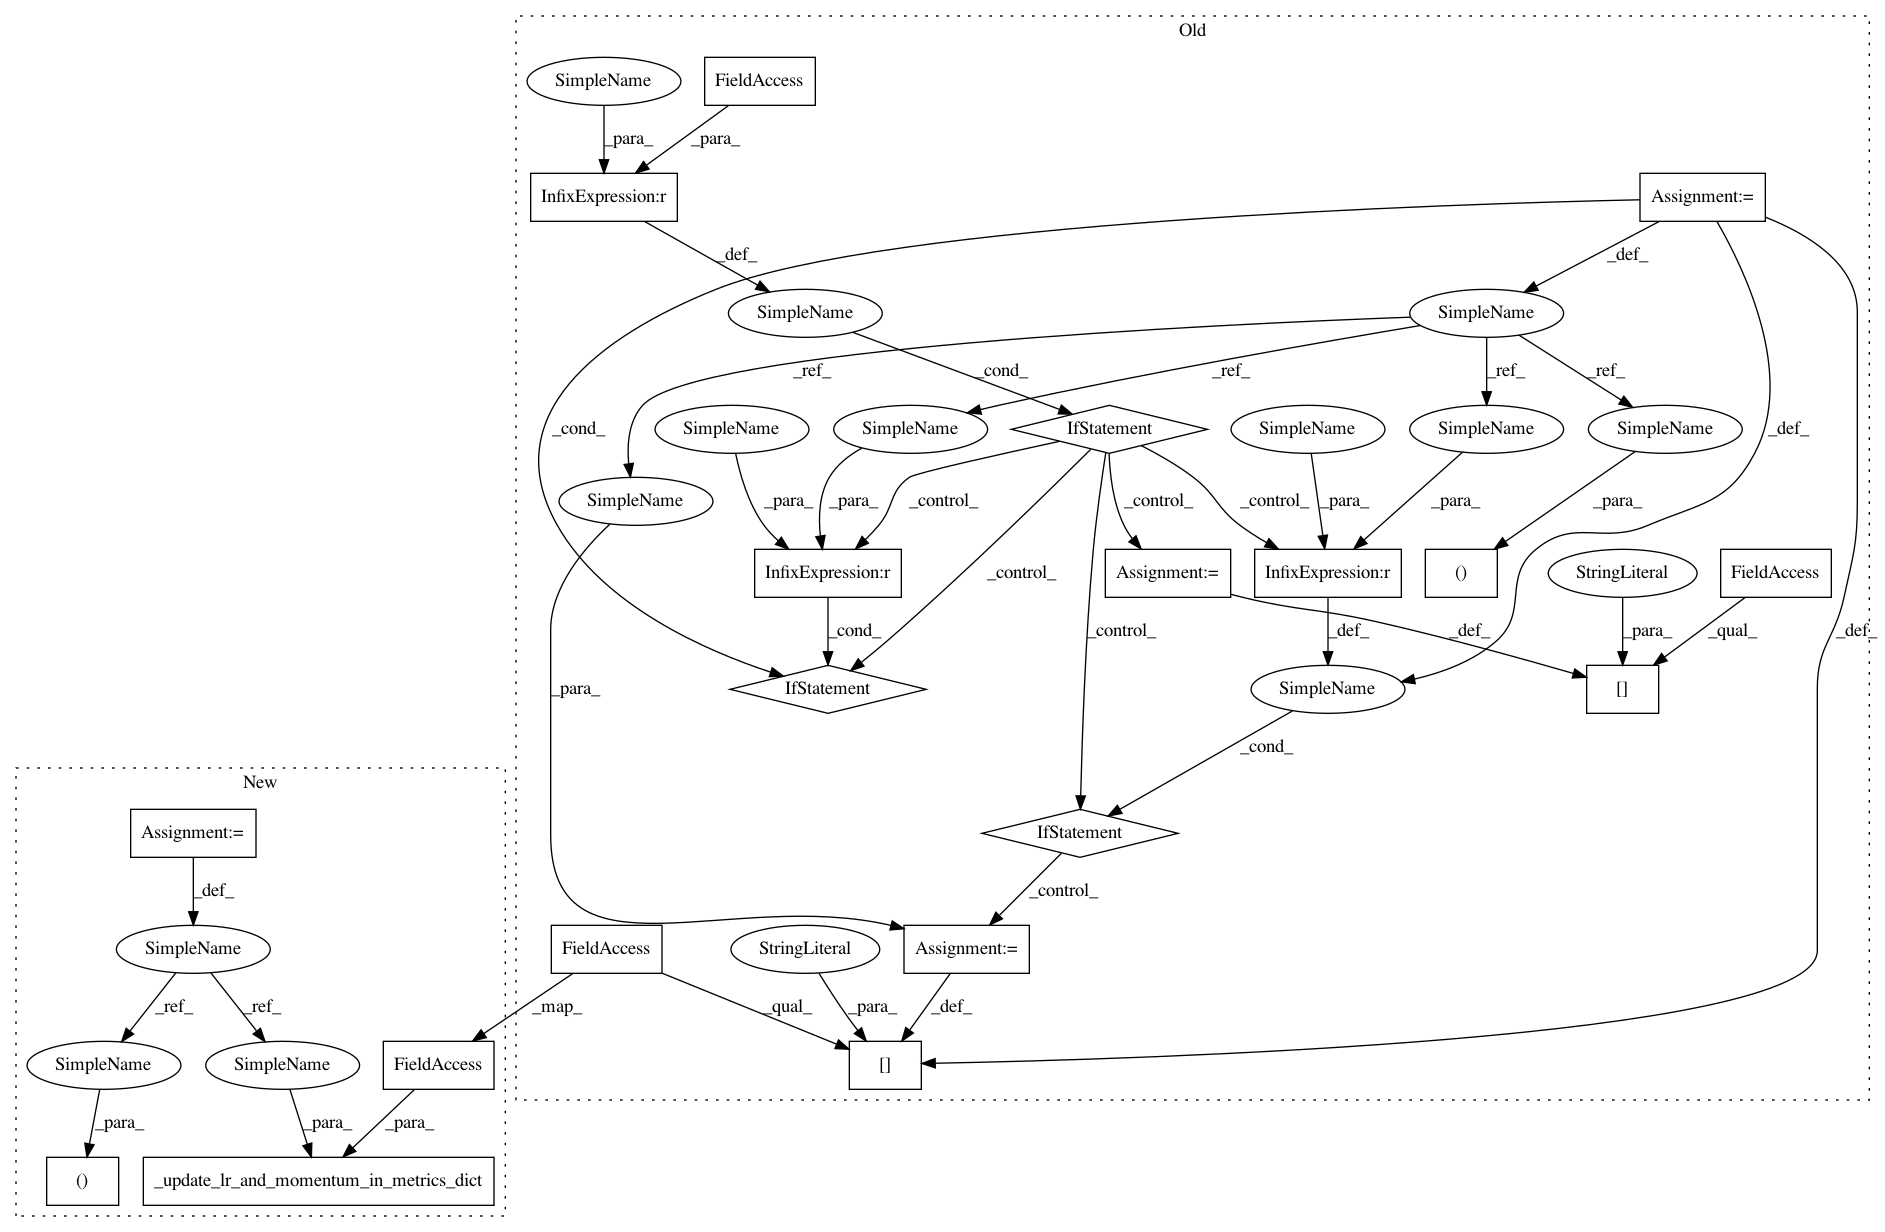 Old
SimpleName
FieldAccess
_para_
_para_
InfixExpression:r
Assignment:=
_def_
_def_
SimpleName
SimpleName
_ref_
_cond_
_ref_
_ref_
_ref_
_cond_
SimpleName
SimpleName
IfStatement
SimpleName
SimpleName
SimpleName
_def_
SimpleName
_para_
_para_
_control_
_control_
_control_
_para_
_para_
_para_
InfixExpression:r
_control_
Assignment:=
InfixExpression:r
()
StringLiteral
FieldAccess
_cond_
_control_
_def_
_def_
_para_
_qual_
_def_
_para_
IfStatement
SimpleName
[]
_cond_
New
Assignment:=
IfStatement
_def_
_control_
SimpleName
FieldAccess
StringLiteral
Assignment:=
_ref_
_ref_
_map_
_qual_
_para_
_def_
SimpleName
SimpleName
FieldAccess
[]
_para_
_para_
_para_
()
_update_lr_and_momentum_in_metrics_dict